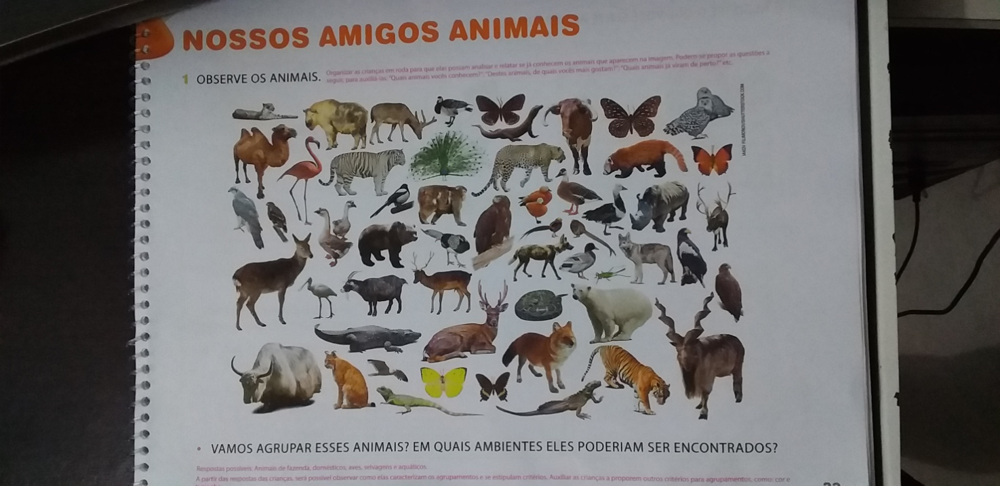 NOSSOS AMIGOS ANIMAIS
1 OBSERVE OS ANIMAIS.
Organizar as crianças em roda para que elas possam analisar e relatar se já conhecem os animais que aparecem na imagem. Podem-se propor as questões a
seguir, para auxiliá-las: "Quais animais vocês conhecem?"; "Destes animais, de quais vocês mais gostam?"; "Quais animais já viram de perto?" etc.
IAKOV FILIMONOV/SHUTTERSTOCK.COM
• VAMOS AGRUPAR ESSES ANIMAIS? EM QUAIS AMBIENTES ELES PODERIAM SER ENCONTRADOS?
Respostas possíveis: Animais de fazenda, domésticos, aves, selvagens e aquáticos.
A partir das respostas das crianças, será possível observar como elas caracterizam os agrupamentos e se estipulam critérios. Auxiliar as crianças a proporem outros critérios para agrupamentos, como: cor e